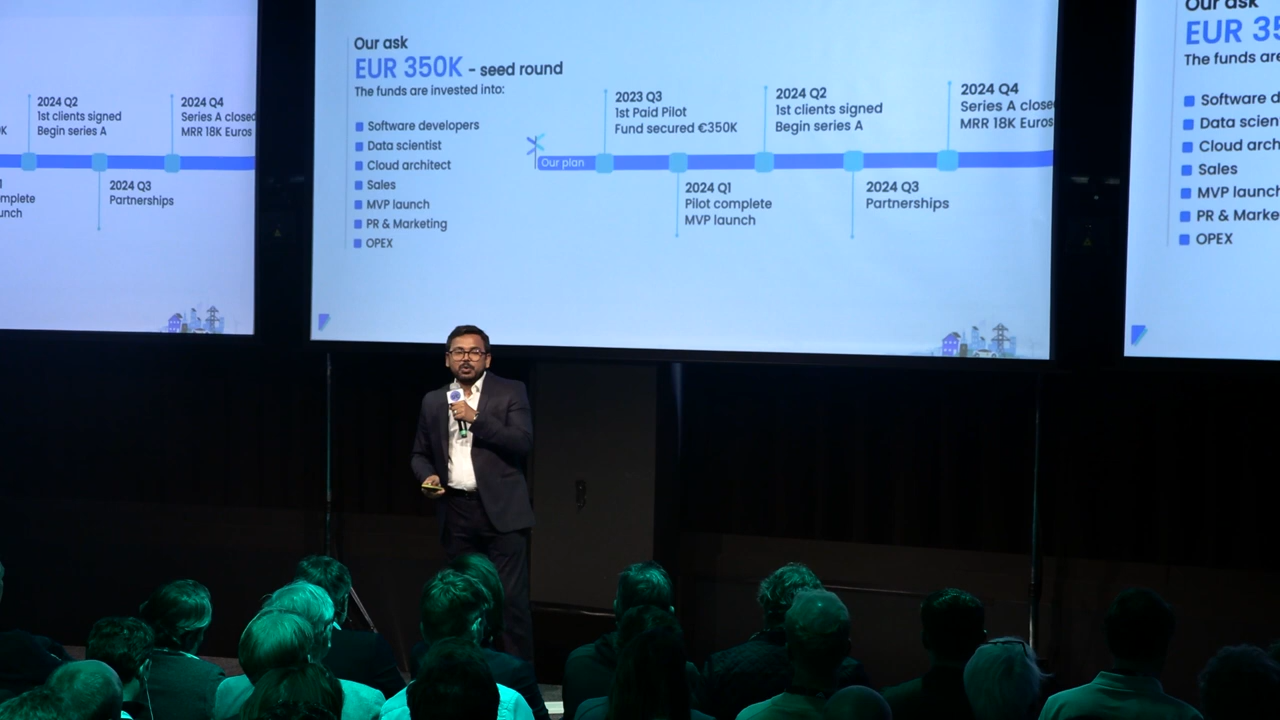 2024 Q2
1st clients signed
Begin series A
2024 Q4
Series A closed
MRR 18K Euros
2024 Q3
Partnerships
Our ask
EUR 350K - seed round
The funds are invested into:
Software developers
Data scientist
Cloud architect
Sales
MVP launch
PR & Marketing
OPEX
Our plan
2023 Q3
1st Paid Pilot
Fund secured €350K
2024 Q1
Pilot complete
MVP launch
2024 Q2
1st clients signed
Begin series A
2024 Q3
Partnerships
2024 Q4
Series A closed
MRR 18K Euros
Our ask
EUR 35
The funds are
Software d
Data scien
Cloud arch
Sales
MVP launch
PR & Marke
OPEX